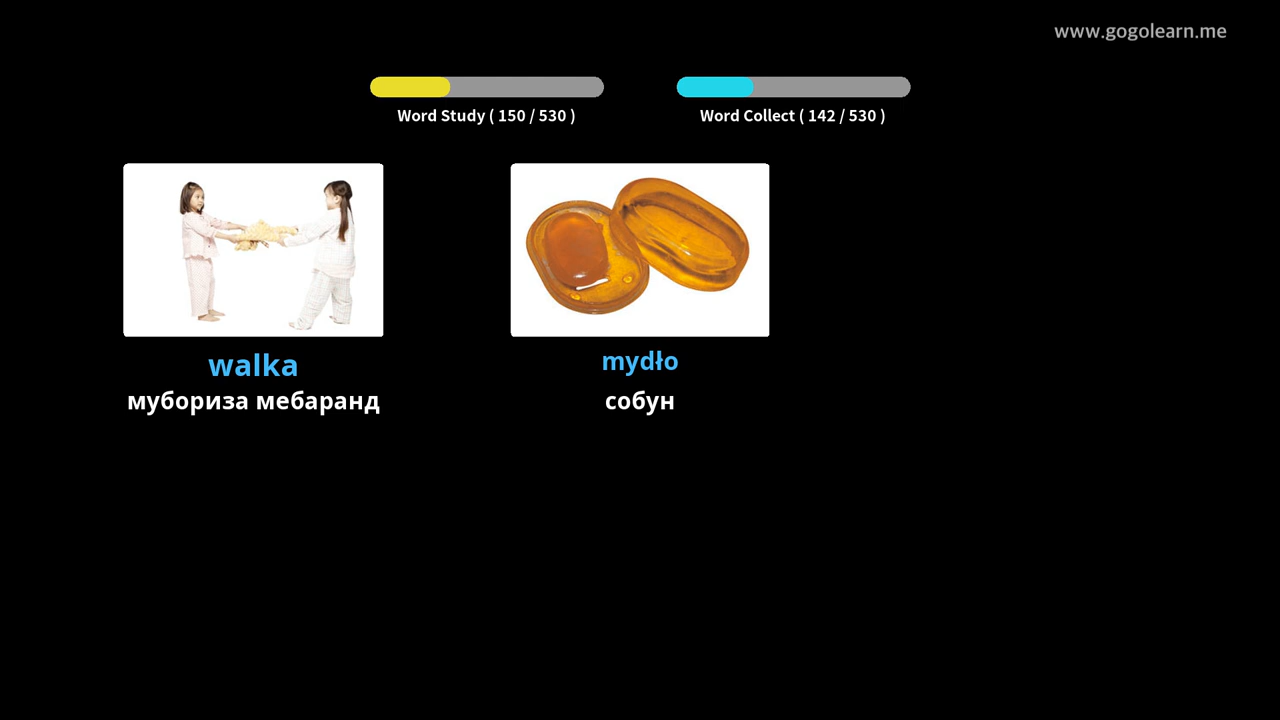 www.gogolearn.me
Word Study ( 150 / 530 )
Word Collect ( 142 / 530 )
walka
мубориза мебаранд
mydło
собун